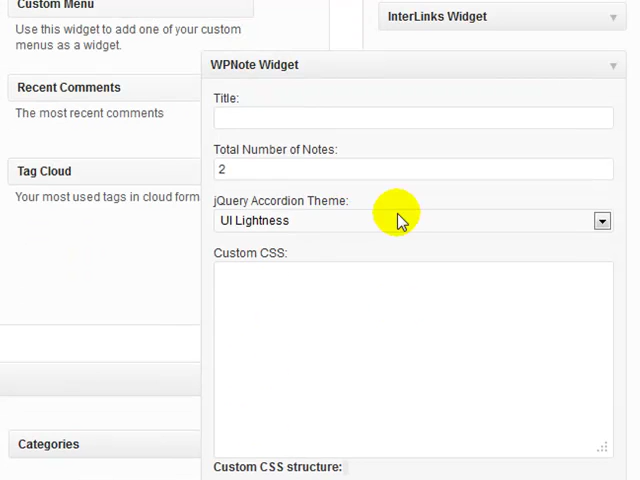 Custom Menu
Use this widget to add one of your custom
menus as a widget.
Recent Comments
The most recent comments
Tag Cloud
Your most used tags in cloud form
Categories
InterLinks Widget
WPNote Widget
Title:
Total Number of Notes:
2
jQuery Accordion Theme:
UI Lightness
Custom CSS:
Custom CSS structure: